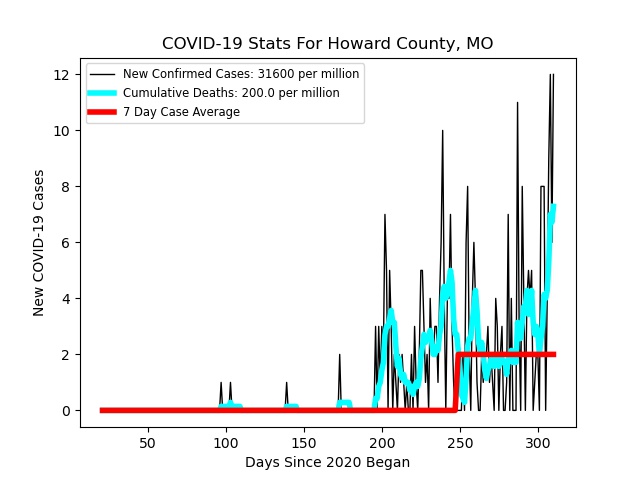 COVID-19 Stats For Howard County, MO
New Confirmed Cases: 31600 per million
Cumulative Deaths: 200.0 per million
7 Day Case Average
New COVID-19 Cases
12
10
8
6
4
2
0
50 100 150 200 250 300
Days Since 2020 Began